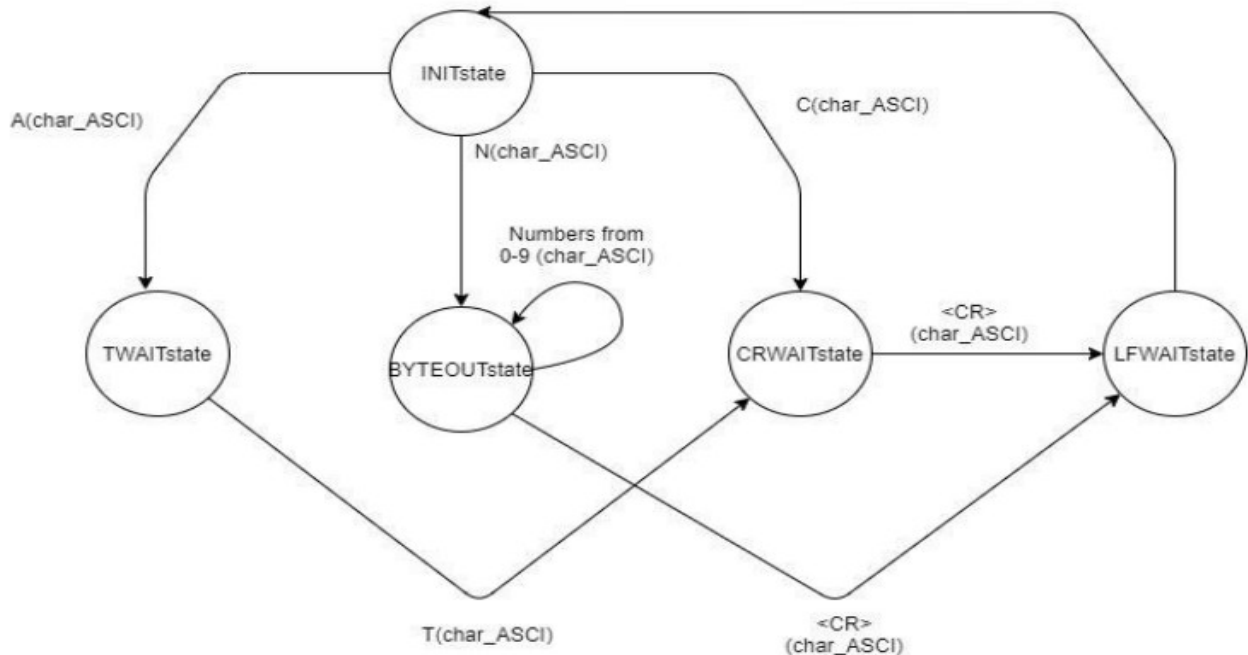 INITstate
A(char_ASCI)
C(char_ASCI)
N(char_ASCI)
Numbers from
0-9 (char_ASCI)
TWAITstate
BYTEOUTstate
CRWAITstate
<CR>
(char_ASCI)
LFWAITstate
T(char_ASCI)
<CR>
(char_ASCI)